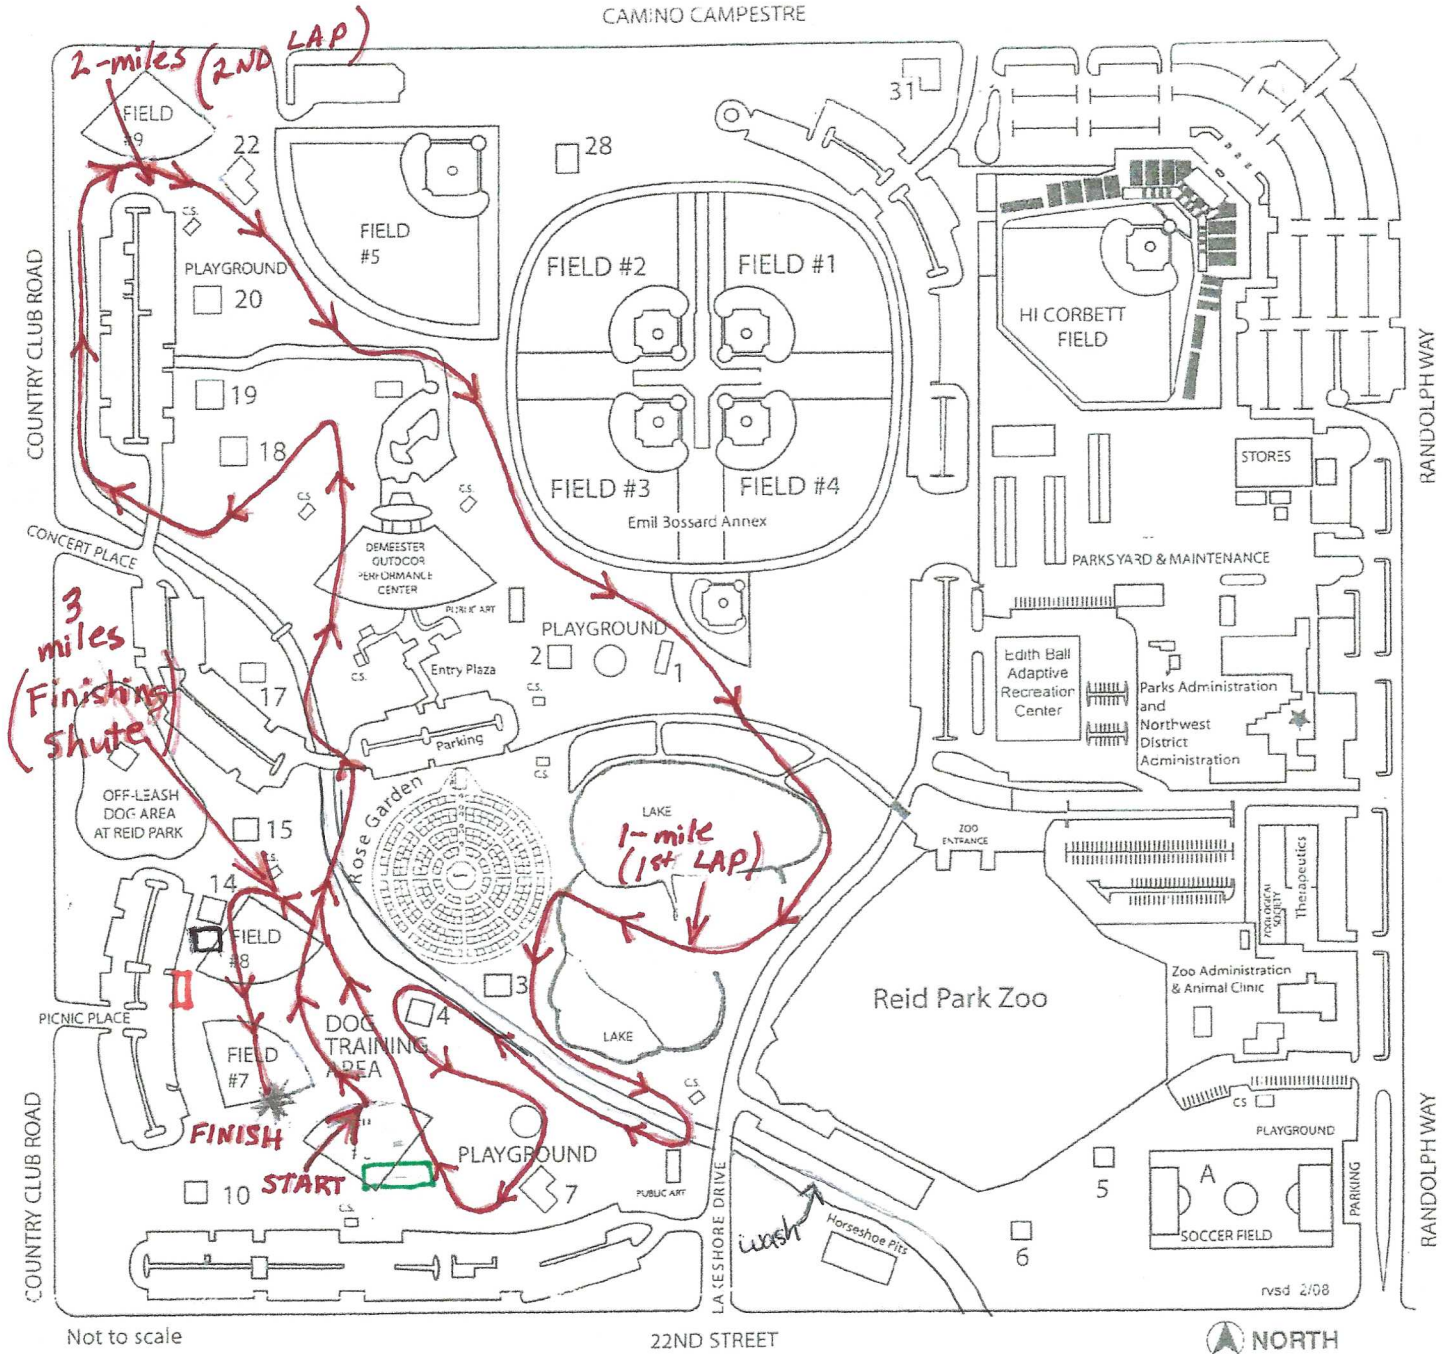 CAMINO CAMPESTRE
2-miles (2ND LAP)
FIELD
#9
22
28
31
C.S.
FIELD
#5
PLAYGROUND
20
FIELD #2
FIELD #1
HI CORBETT
FIELD
COUNTRY CLUB ROAD
RANDOLPH WAY
19
18
C.S.
C.S.
STORES
FIELD #3
FIELD #4
Emil Bossard Annex
CONCERT PLACE
DEMEESTER
OUTDOOR
PERFORMANCE
CENTER
PARKS YARD & MAINTENANCE
PUBLIC ART
PLAYGROUND
2
1
C.S.
C.S.
Entry Plaza
17
Edith Ball
Adaptive
Recreation
Center
Parks Administration
and
Northwest
District
Administration
3
miles
(Finishing
Shute)
Parking
C.S.
Rose Garden
OFF-LEASH
DOG AREA
AT REID PARK
15
C.S.
LAKE
1-mile
(1st LAP)
ZOO
ENTRANCE
ZOOLOGICAL
SOCIETY
Therapeutics
14
FIELD
#8
3
4
Reid Park Zoo
Zoo Administration
& Animal Clinic
PICNIC PLACE
DOG
TRAINING
AREA
LAKE
FIELD
#7
C.S.
CS
PLAYGROUND
FINISH
START
PLAYGROUND
7
10
C.S.
PUBLIC ART
5
6
A
SOCCER FIELD
PARKING
COUNTRY CLUB ROAD
LAKESHORE DRIVE
wash
Horseshoe Pits
RANDOLPH WAY
rvsd 2/08
Not to scale
22ND STREET
NORTH